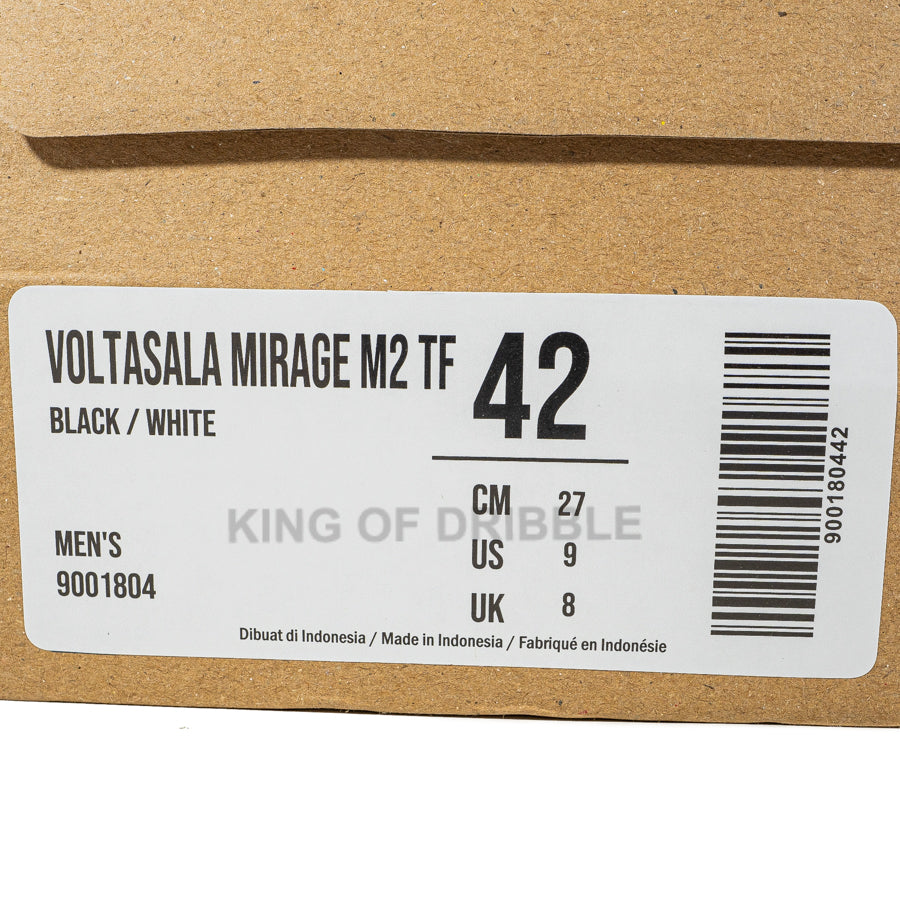 VOLTASALA MIRAGE M2 TF
BLACK / WHITE
42
CM 27
US 9
UK 8
MEN'S
9001804
KING OF DRIBBLE
Dibuat di Indonesia / Made in Indonesia / Fabriqué en Indonésie
900180442